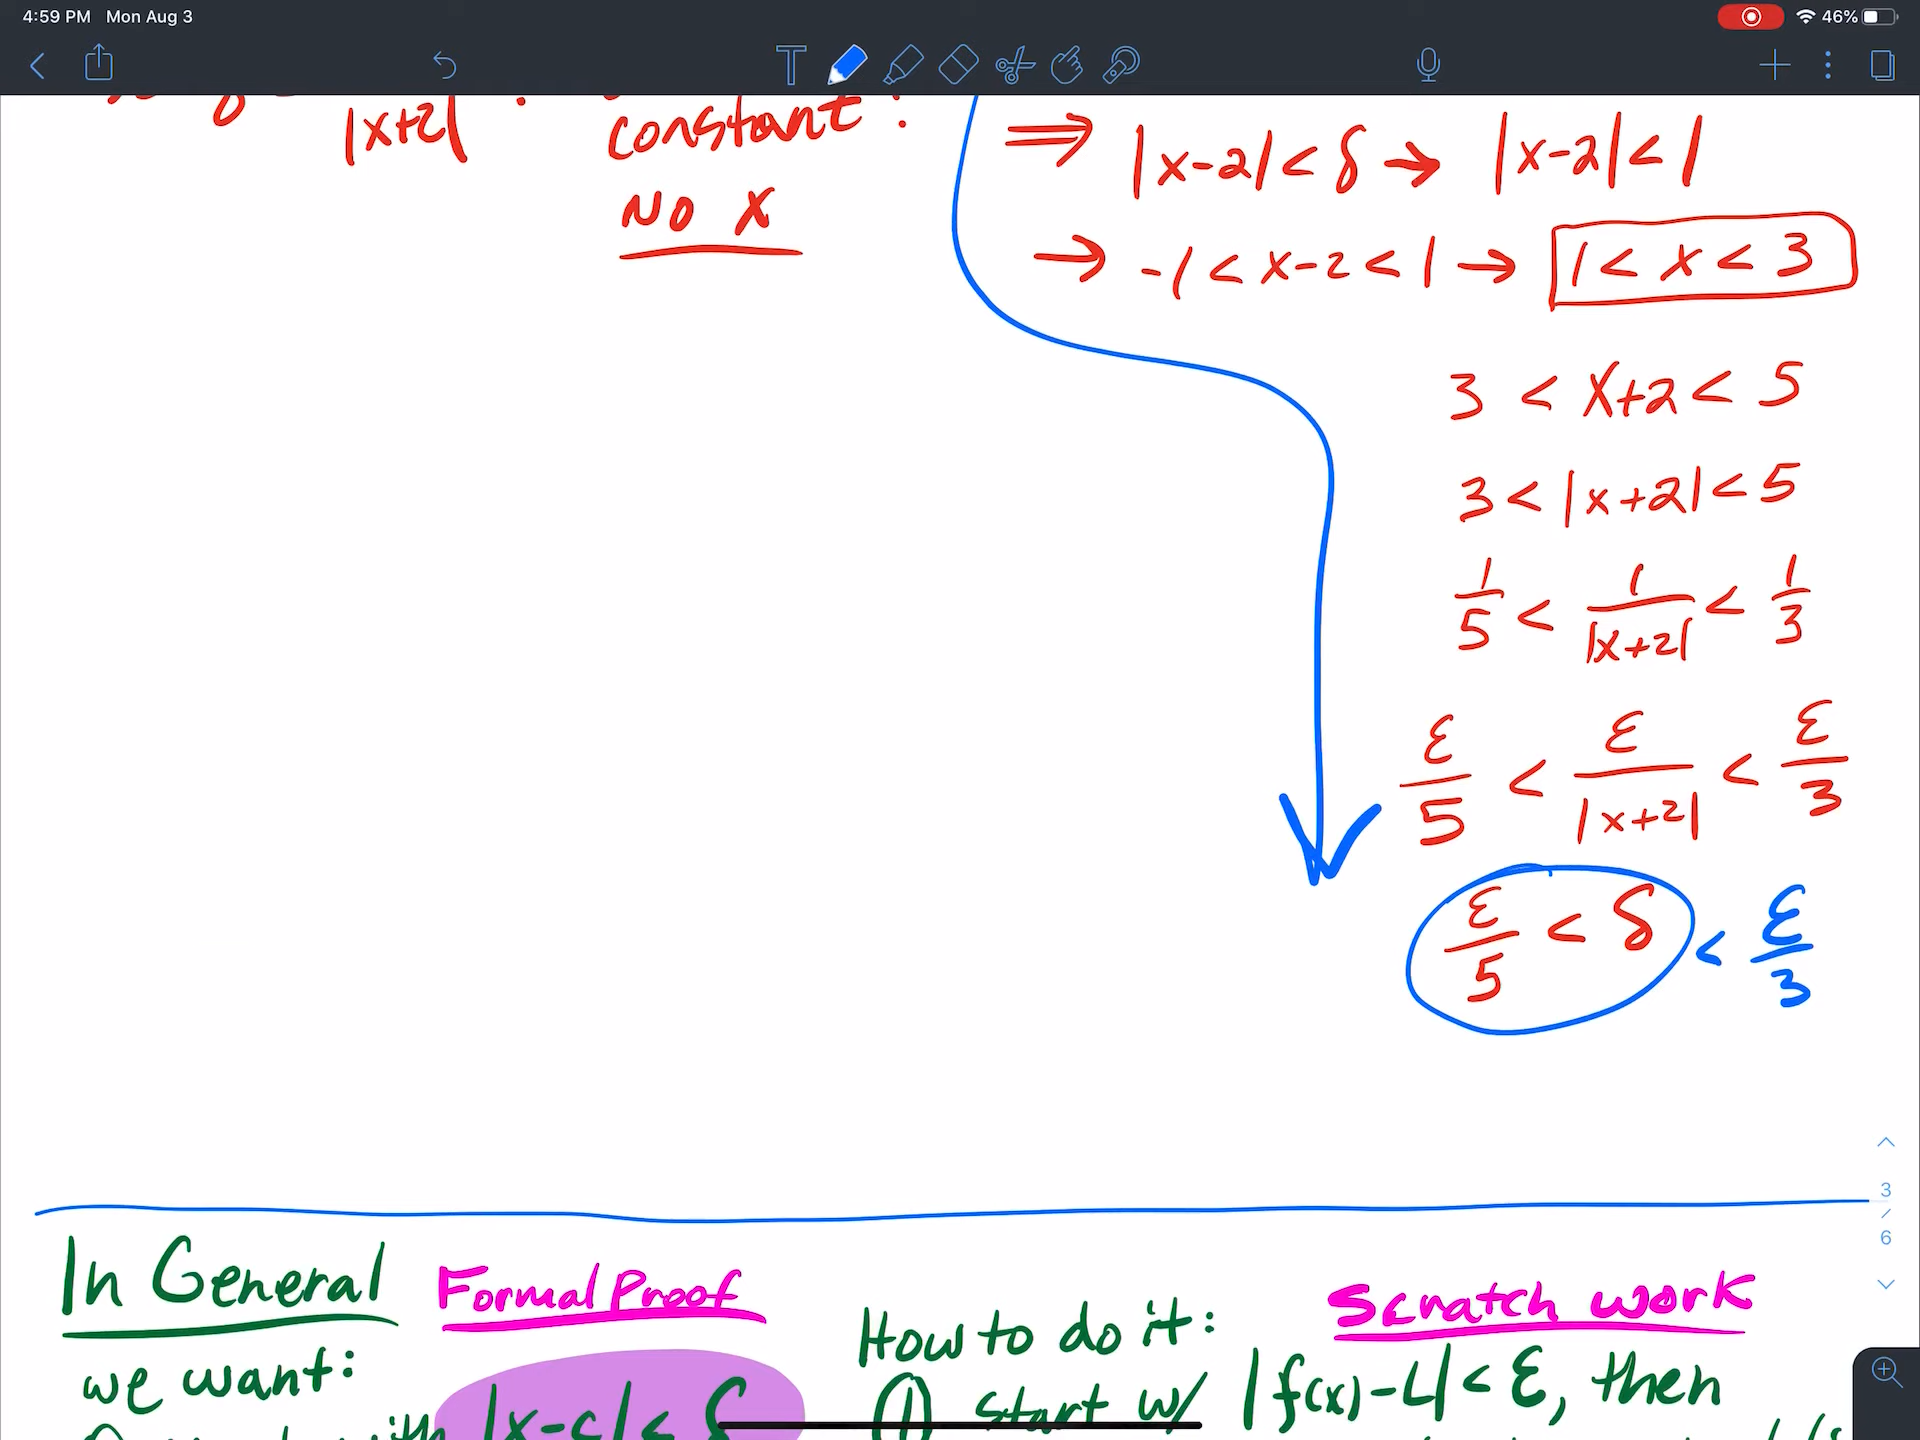 4:59 PM Mon Aug 3
46%
|x+2|
constant!
NO X
⇒ |x-2| < δ → |x-2| < 1
→ -1 < x-2 < 1 → 1 < x < 3
3 < x+2 < 5
3 < |x+2| < 5
1/5 < 1/|x+2| < 1/3
ε/5 < ε/|x+2| < ε/3
ε/5 < δ < ε/3
3
/
6
In General
Formal Proof
we want:
|x-c| < δ
How to do it:
Scratch work
① start w/ |f(x)-L| < ε, then